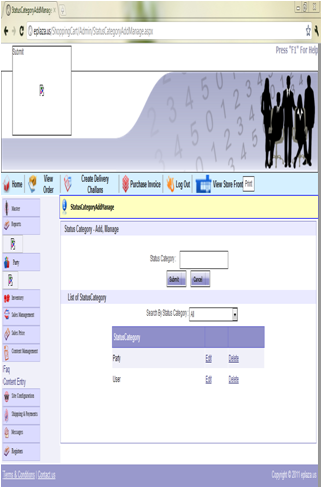 StatusCategoryAddManag
eplaza.us/ShoppingCart/Admin/StatusCategoryAddManage.aspx
Submit
Press "F1" For Help
Home
View Order
Create Delivery Challans
Purchase Invoice
Log Out
View Store Front
Print
Master
StatusCategoryAddManage
Reports
Status Category - Add, Manage
Party
Status Category :
Submit
Cancel
Inventory
List of StatusCategory
Sales Management
Search By Status Category :
All
Sales Price
StatusCategory
Content Management
Party
Edit
Delete
Faq
Content Entry
User
Edit
Delete
Site Configuration
Shipping & Payments
Messages
Enquires
Terms & Conditions | Contact us
Copyright © 2011 eplaza.us